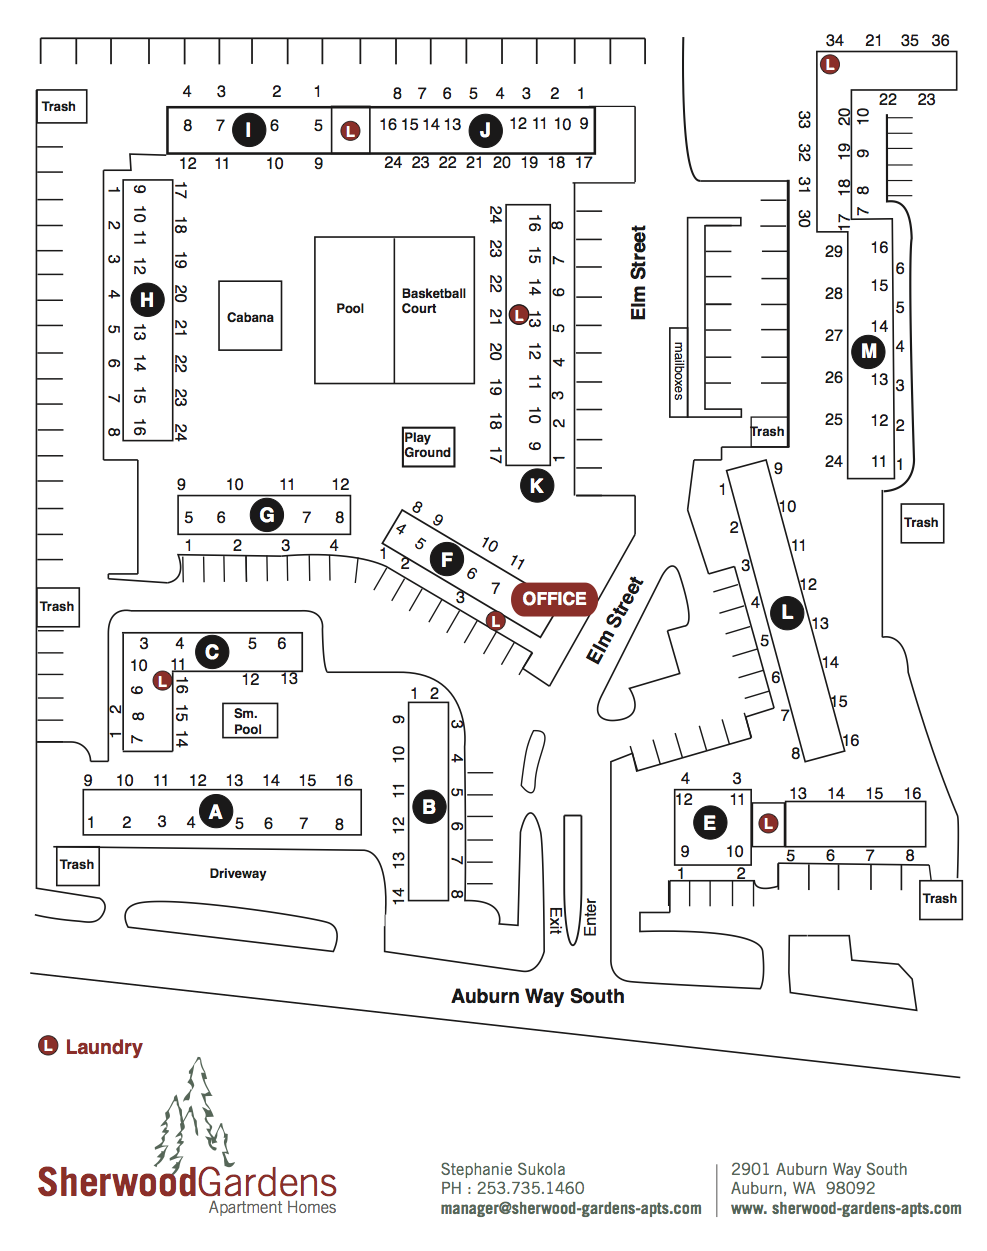 34 21 35 36
L
22 23
Trash
4 3 2 1 8 7 6 5 4 3 2 1
8 7 I 6 5 L 16 15 14 13 J 12 11 10 9
12 11 10 9 24 23 22 21 20 19 18 17
33 32 31 30
20 19 18 17
10 9 8 7
1 2 3 4 5 6 7 8
9 10 11 12 H 13 14 15 16
17 18 19 20 21 22 23 24
Cabana
Pool
Basketball
Court
Play
Ground
24 23 22 21 20 19 18 17
16 15 14 L 13 12 11 10 9
8 7 6 5 4 3 2 1
K
Elm Street
mailboxes
Trash
29 28 27 26 25 24
16 15 14 M 13 12 11
6 5 4 3 2 1
Trash
9 10 11 12
5 6 G 7 8
1 2 3 4
8 9 10 11
4 5 F 6 7
1 2 3 L
OFFICE
Elm Street
1 2 3 4 5 6 7 8
L
9 10 11 12 13 14 15 16
Trash
3 4 C 5 6
10 11 12 13
9 8 7
L
16 15 14
2 1
Sm.
Pool
9 10 11 12 13 14 15 16
A
1 2 3 4 5 6 7 8
Trash
Driveway
1 2
9 10 11 12 13 14
B
3 4 5 6 7 8
4 3
12 11 13 14 15 16
E L
9 10 5 6 7 8
1 2
Trash
Exit
Enter
Auburn Way South
L Laundry
SherwoodGardens
Apartment Homes
Stephanie Sukola
PH : 253.735.1460
manager@sherwood-gardens-apts.com
2901 Auburn Way South
Auburn, WA 98092
www. sherwood-gardens-apts.com